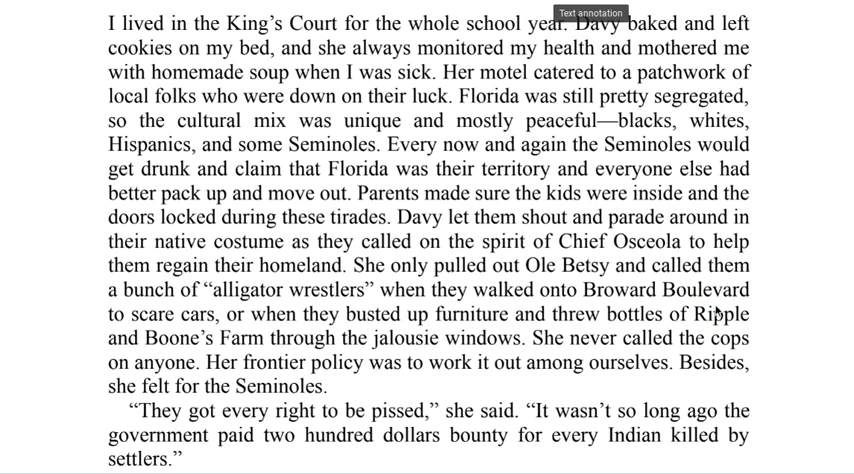 Text annotation
I lived in the King’s Court for the whole school year. Davy baked and left
cookies on my bed, and she always monitored my health and mothered me
with homemade soup when I was sick. Her motel catered to a patchwork of
local folks who were down on their luck. Florida was still pretty segregated,
so the cultural mix was unique and mostly peaceful—blacks, whites,
Hispanics, and some Seminoles. Every now and again the Seminoles would
get drunk and claim that Florida was their territory and everyone else had
better pack up and move out. Parents made sure the kids were inside and the
doors locked during these tirades. Davy let them shout and parade around in
their native costume as they called on the spirit of Chief Osceola to help
them regain their homeland. She only pulled out Ole Betsy and called them
a bunch of “alligator wrestlers” when they walked onto Broward Boulevard
to scare cars, or when they busted up furniture and threw bottles of Ripple
and Boone’s Farm through the jalousie windows. She never called the cops
on anyone. Her frontier policy was to work it out among ourselves. Besides,
she felt for the Seminoles.
“They got every right to be pissed,” she said. “It wasn’t so long ago the
government paid two hundred dollars bounty for every Indian killed by
settlers.”